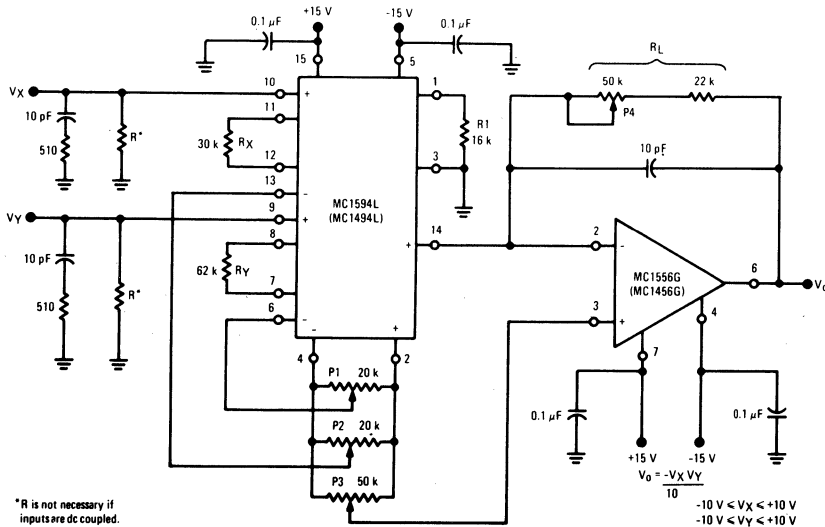 +15 V
-15 V
0.1 μF
0.1 μF
15
5
VX
10
+
1
RL
50 k
22 k
P4
11
10 pF
510
R*
30 k
RX
R1
16 k
12
3
10 pF
13
-
MC1594L
(MC1494L)
VY
9
+
8
+
14
2
-
10 pF
510
R*
62 k
RY
MC1556G
(MC1456G)
6
Vo
7
6
-
3
+
4
-
+
4
2
7
P1
20 k
P2
20 k
P3
50 k
0.1 μF
0.1 μF
+15 V
-15 V
Vo = -VX VY
10
*R is not necessary if
inputs are dc coupled.
-10 V ≤ VX ≤ +10 V
-10 V ≤ VY ≤ +10 V